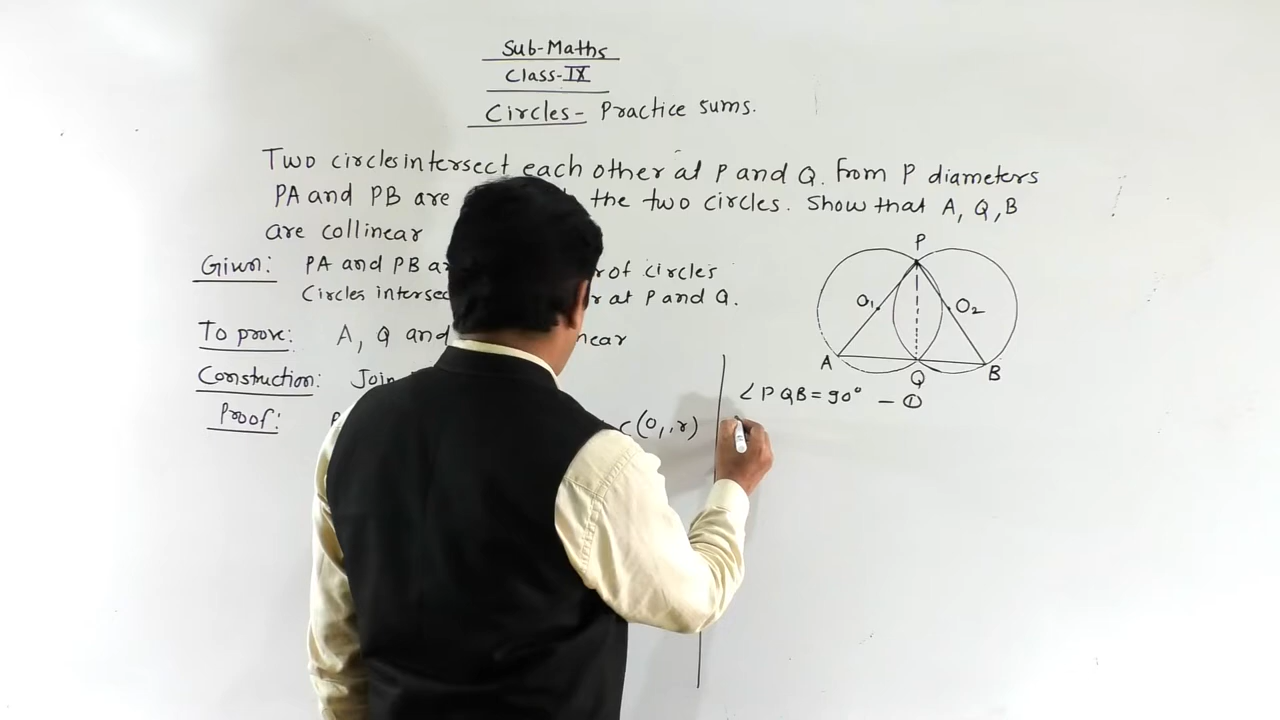 Sub-Maths
Class-IX
Circles- Practice sums.
Two circles intersect each other at P and Q. From P diameters
PA and PB are the two circles. Show that A, Q, B
are collinear
Given: PA and PB of circles
Circles at P and Q.
To prove: A, Q and
Construction: Join
Proof: C(O₁, r)
P
O₁
O₂
A
Q
B
∠PQB = 90° - ①